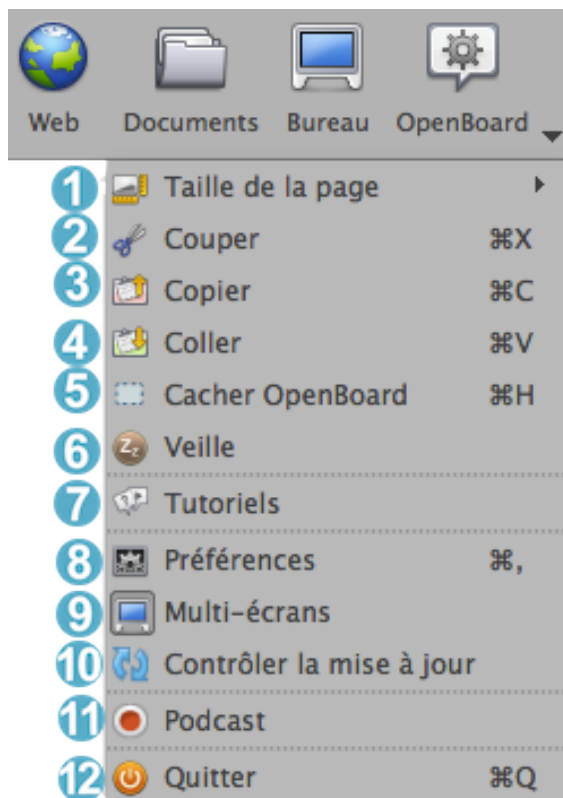 Web Documents Bureau OpenBoard
1 Taille de la page
2 Couper ⌘X
3 Copier ⌘C
4 Coller ⌘V
5 Cacher OpenBoard ⌘H
6 Zz Veille
7 Tutoriels
8 Préférences ⌘,
9 Multi-écrans
10 Contrôler la mise à jour
11 Podcast
12 Quitter ⌘Q